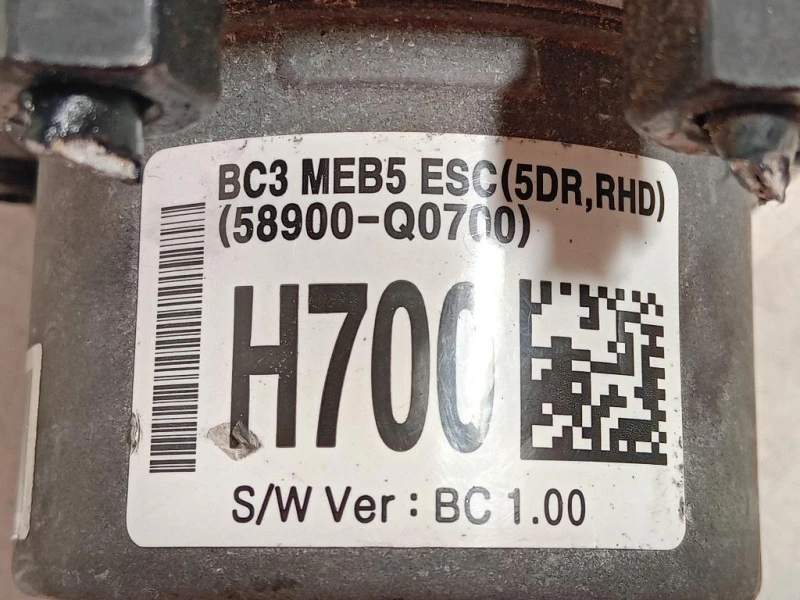 BC3 MEB5 ESC(5DR,RHD)
(58900-Q0700)
H700
S/W Ver : BC 1.00